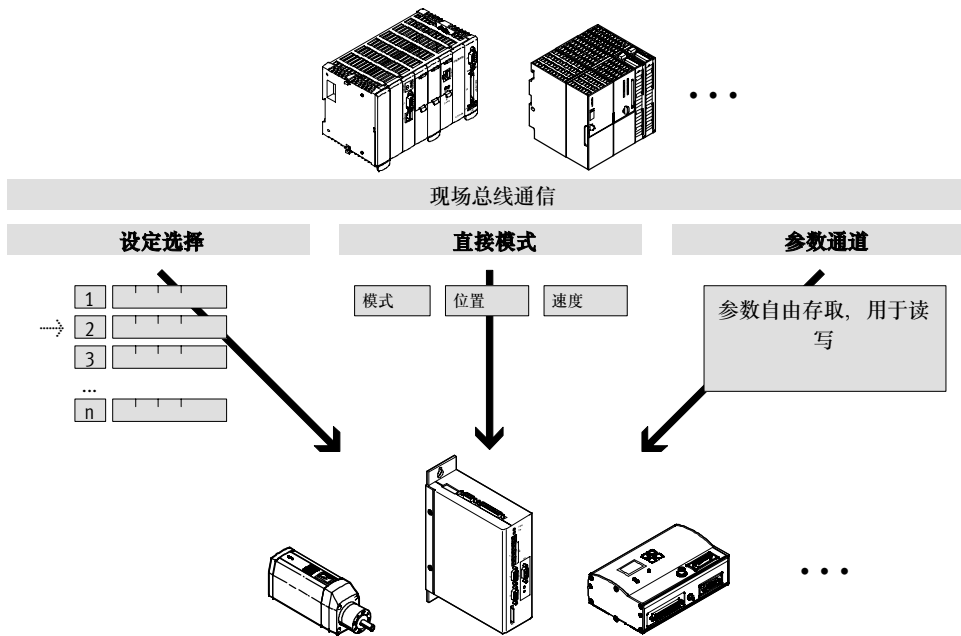 现场总线通信
设定选择
直接模式
参数通道
1
2
3
...
n
模式
位置
速度
参数自由存取，用于读
写